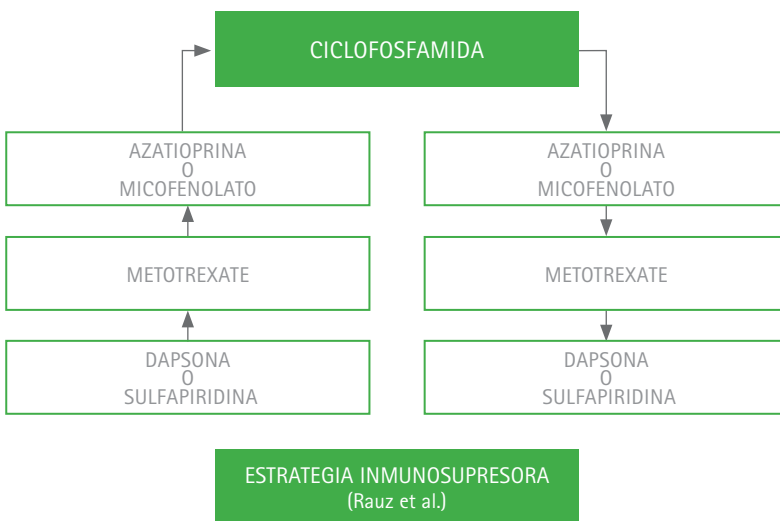 CICLOFOSFAMIDA
AZATIOPRINA
O
MICOFENOLATO
METOTREXATE
DAPSONA
O
SULFAPIRIDINA
AZATIOPRINA
O
MICOFENOLATO
METOTREXATE
DAPSONA
O
SULFAPIRIDINA
ESTRATEGIA INMUNOSUPRESORA
(Rauz et al.)